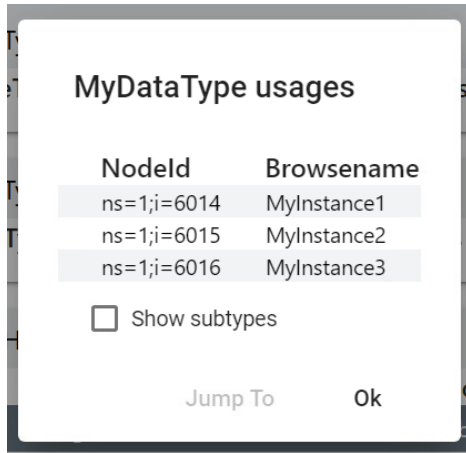 MyDataType usages
NodeId Browsename
ns=1;i=6014 MyInstance1
ns=1;i=6015 MyInstance2
ns=1;i=6016 MyInstance3
Show subtypes
Jump To Ok